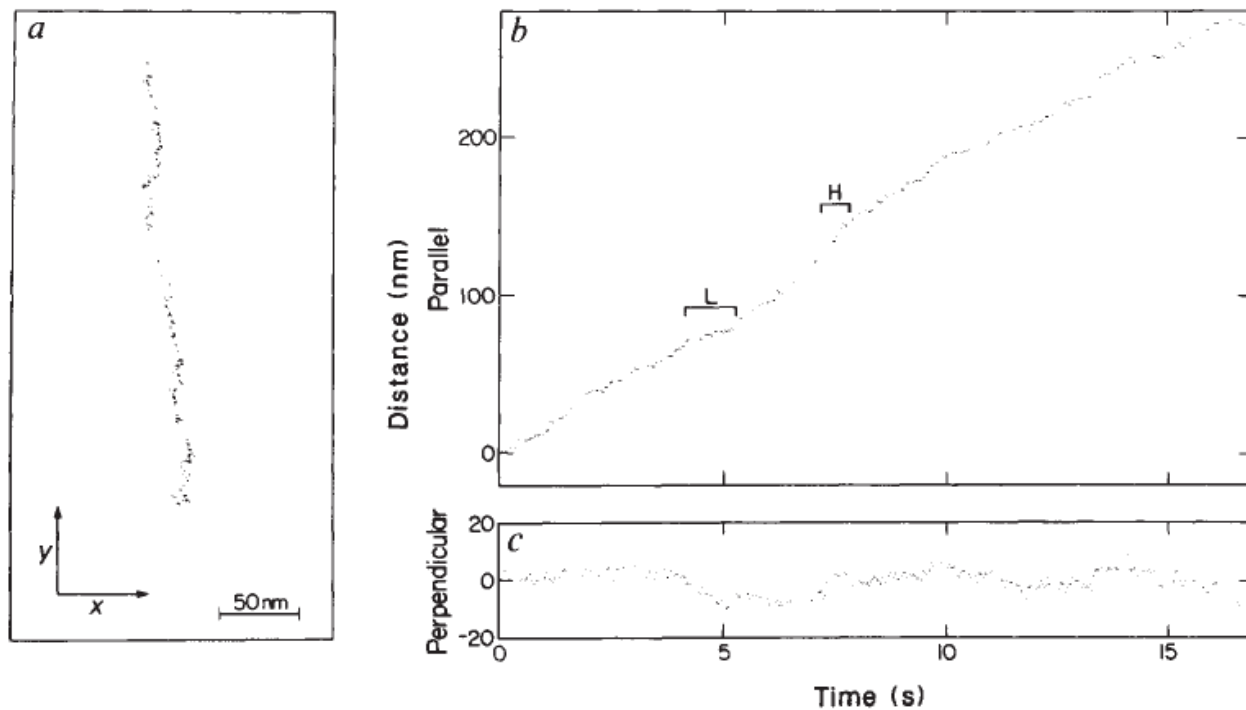 a
y
x
50nm
b
Distance (nm)
Parallel
200
100
0
H
L
c
Perpendicular
20
0
-20
0
5
10
15
Time (s)